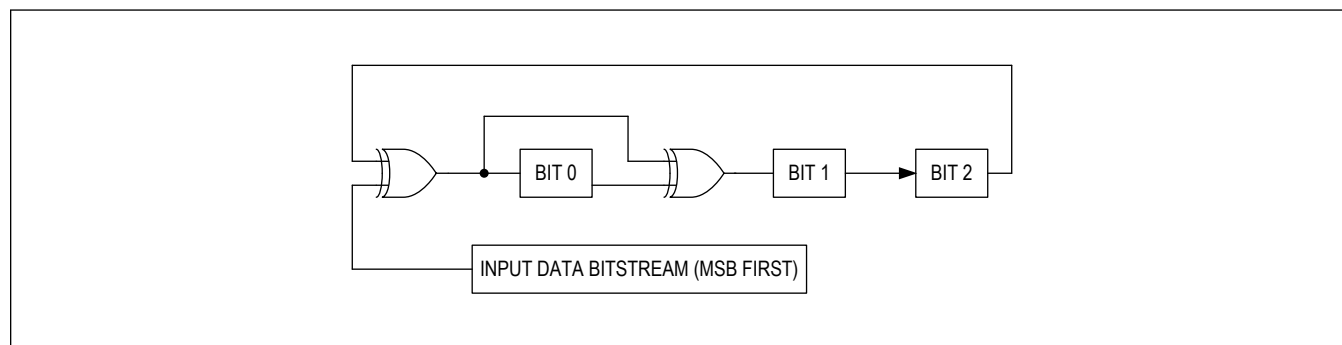 BIT 0
BIT 1
BIT 2
INPUT DATA BITSTREAM (MSB FIRST)